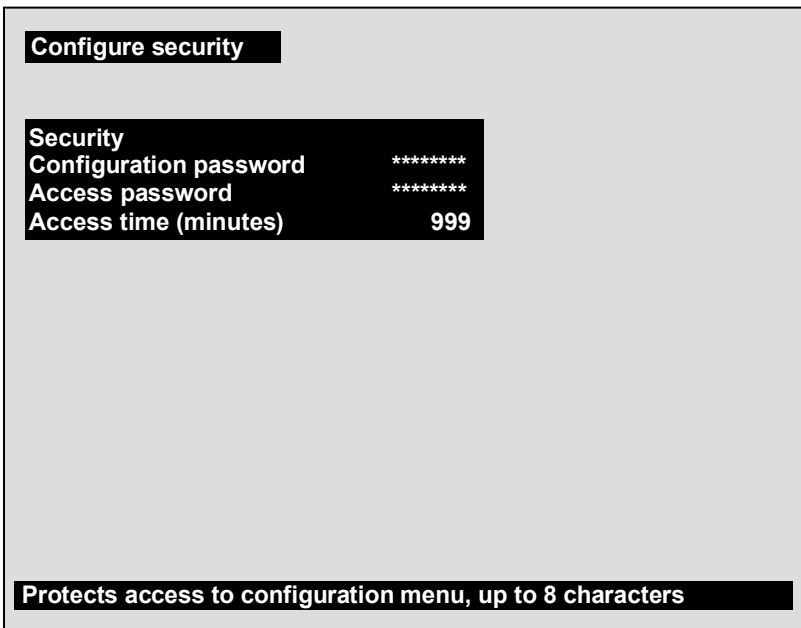 Configure security
Security
Configuration password ********
Access password ********
Access time (minutes) 999
Protects access to configuration menu, up to 8 characters